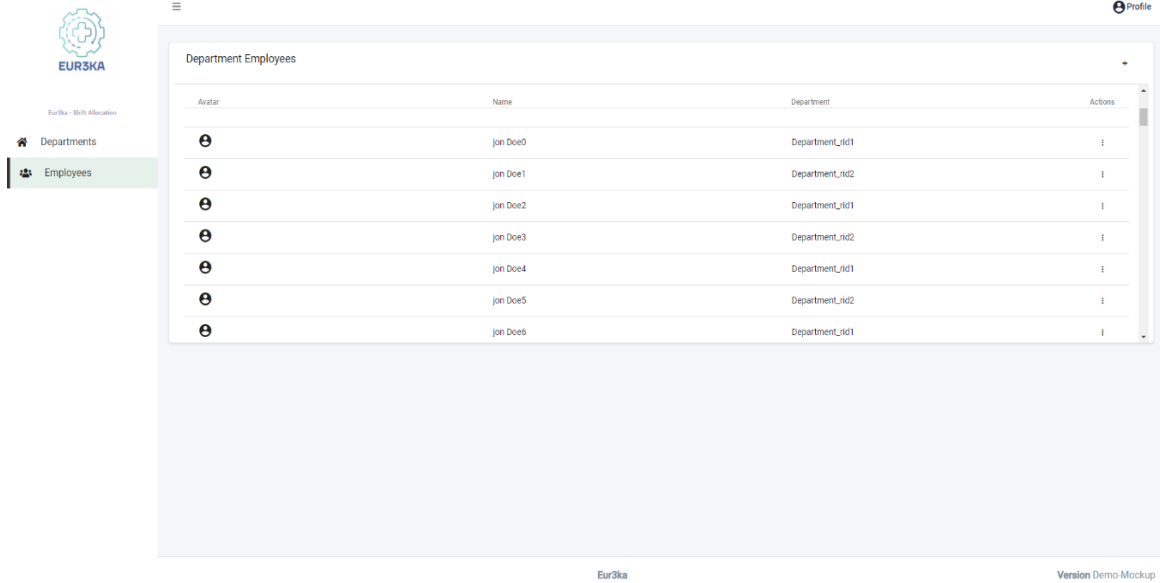 Profile
EUR3KA
Department Employees
Eur3ka - Shift Allocation
Departments
Employees
Avatar Name Department Actions
jon Doe0 Department_rid1
jon Doe1 Department_rid2
jon Doe2 Department_rid1
jon Doe3 Department_rid2
jon Doe4 Department_rid1
jon Doe5 Department_rid2
jon Doe6 Department_rid1
Eur3ka Version Demo-Mockup